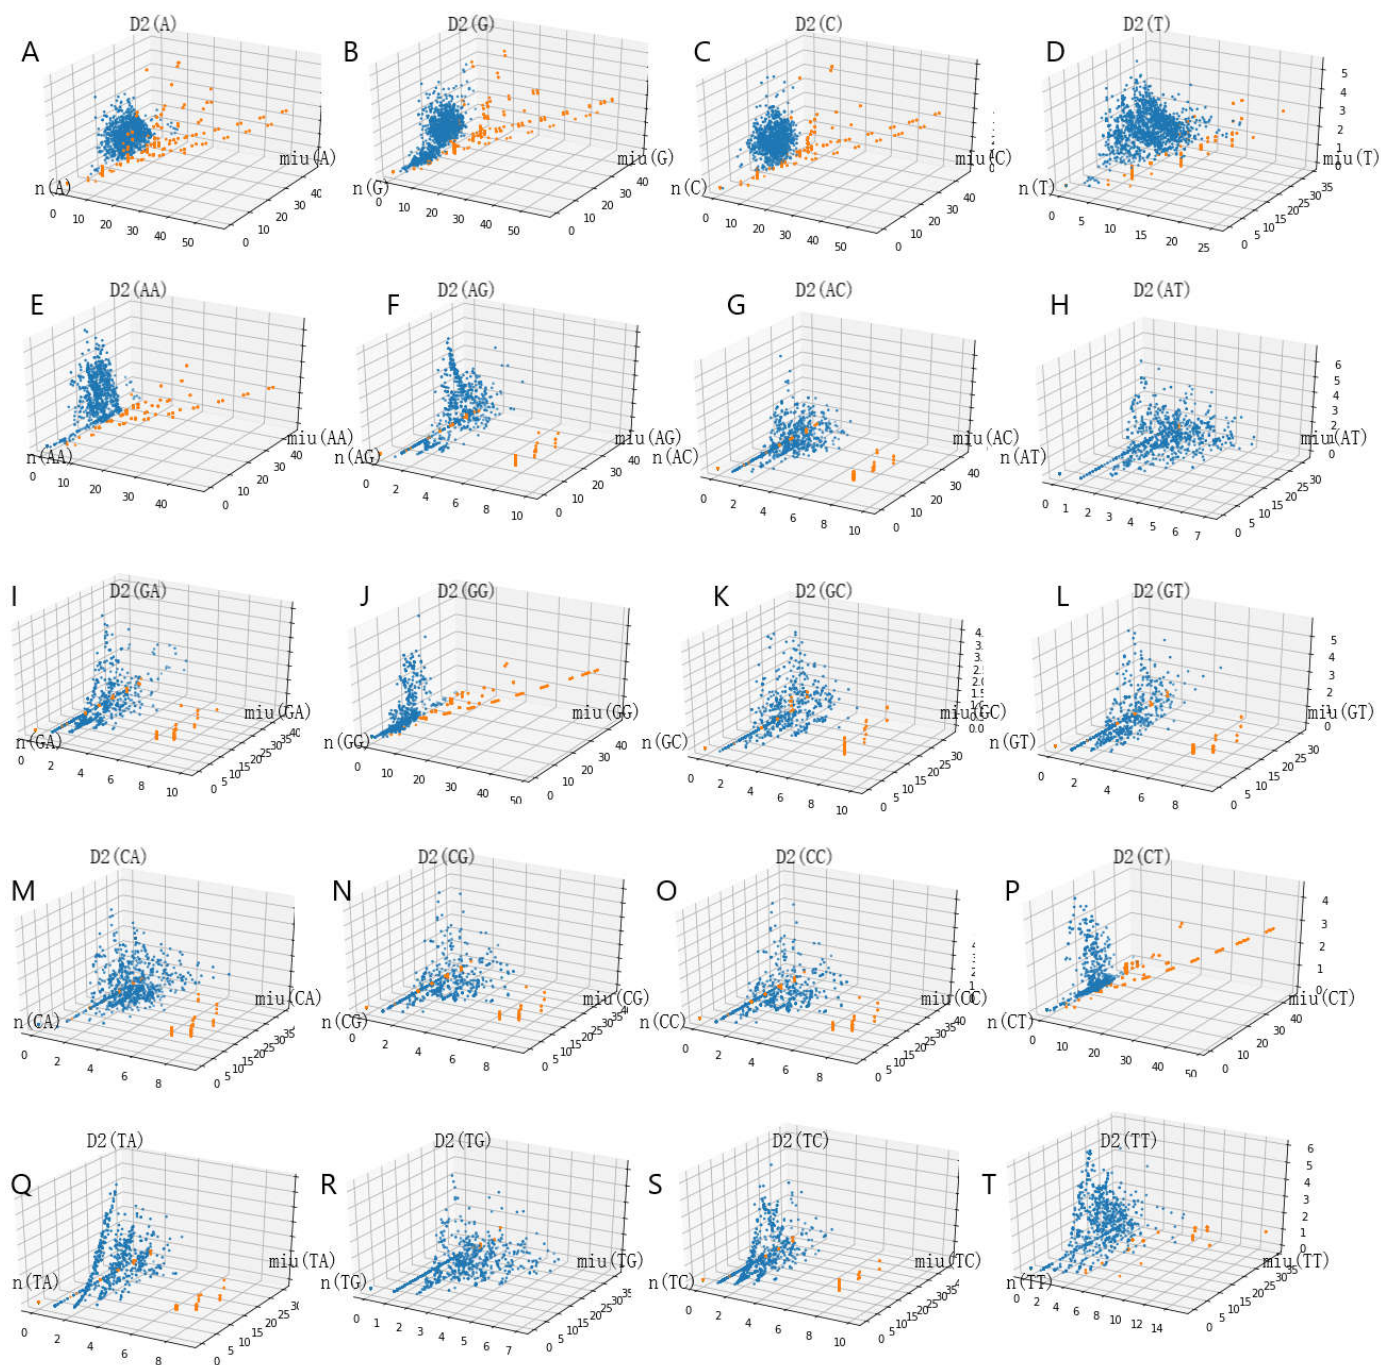 A D2(A) n(A) miu(A)
0 10 20 30 40 50
0 10 20 30 40
B D2(G) n(G) miu(G)
0 10 20 30 40 50
0 10 20 30 40
C D2(C) n(C) miu(C)
0 10 20 30 40 50
0 10 20 30 40
D D2(T) n(T) miu(T)
0 5 10 15 20 25
0 5 10 15 20 25 30 35
0 1 2 3 4 5
E D2(AA) n(AA) miu(AA)
0 10 20 30 40
0 10 20 30 40
F D2(AG) n(AG) miu(AG)
0 2 4 6 8 10
0 10 20 30 40
G D2(AC) n(AC) miu(AC)
0 2 4 6 8 10
0 10 20 30 40
H D2(AT) n(AT) miu(AT)
0 1 2 3 4 5 6 7
0 5 10 15 20 25 30
0 1 2 3 4 5 6
I D2(GA) n(GA) miu(GA)
0 2 4 6 8 10
0 5 10 15 20 25 30 35 40
J D2(GG) n(GG) miu(GG)
0 10 20 30 40 50
0 10 20 30 40
K D2(GC) n(GC) miu(GC)
0 2 4 6 8 10
0 5 10 15 20 25 30 35
L D2(GT) n(GT) miu(GT)
0 2 4 6 8
0 5 10 15 20 25 30
0 1 2 3 4 5
M D2(CA) n(CA) miu(CA)
0 2 4 6 8
0 5 10 15 20 25 30 35
N D2(CG) n(CG) miu(CG)
0 2 4 6 8
0 5 10 15 20 25 30 35 40
O D2(CC) n(CC) miu(CC)
0 2 4 6 8
0 5 10 15 20 25 30 35 40
P D2(CT) n(CT) miu(CT)
0 10 20 30 40 50
0 10 20 30 40
0 1 2 3 4
Q D2(TA) n(TA) miu(TA)
0 2 4 6 8
0 5 10 15 20 25
R D2(TG) n(TG) miu(TG)
0 1 2 3 4 5 6 7
0 5 10 15 20 25 30
S D2(TC) n(TC) miu(TC)
0 2 4 6 8 10
0 5 10 15 20 25 30 35
T D2(TT) n(TT) miu(TT)
0 2 4 6 8 10 12 14
0 5 10 15 20 25 30 35
0 1 2 3 4 5 6